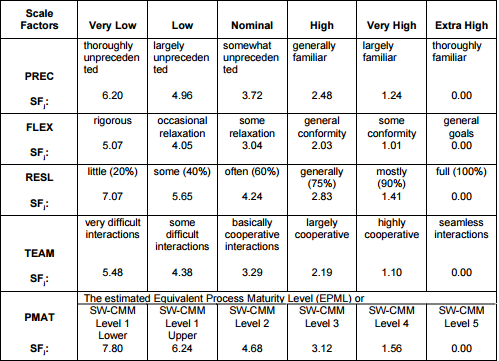 Scale Factors Very Low Low Nominal High Very High Extra High
PREC thoroughly unpreceden ted largely unpreceden ted somewhat unpreceden ted generally familiar largely familiar thoroughly familiar
SFj: 6.20 4.96 3.72 2.48 1.24 0.00
FLEX rigorous occasional relaxation some relaxation general conformity some conformity general goals
SFj: 5.07 4.05 3.04 2.03 1.01 0.00
RESL little (20%) some (40%) often (60%) generally (75%) mostly (90%) full (100%)
SFj: 7.07 5.65 4.24 2.83 1.41 0.00
TEAM very difficult interactions some difficult interactions basically cooperative interactions largely cooperative highly cooperative seamless interactions
SFj: 5.48 4.38 3.29 2.19 1.10 0.00
The estimated Equivalent Process Maturity Level (EPML) or
PMAT SW-CMM Level 1 Lower SW-CMM Level 1 Upper SW-CMM Level 2 SW-CMM Level 3 SW-CMM Level 4 SW-CMM Level 5
SFj: 7.80 6.24 4.68 3.12 1.56 0.00